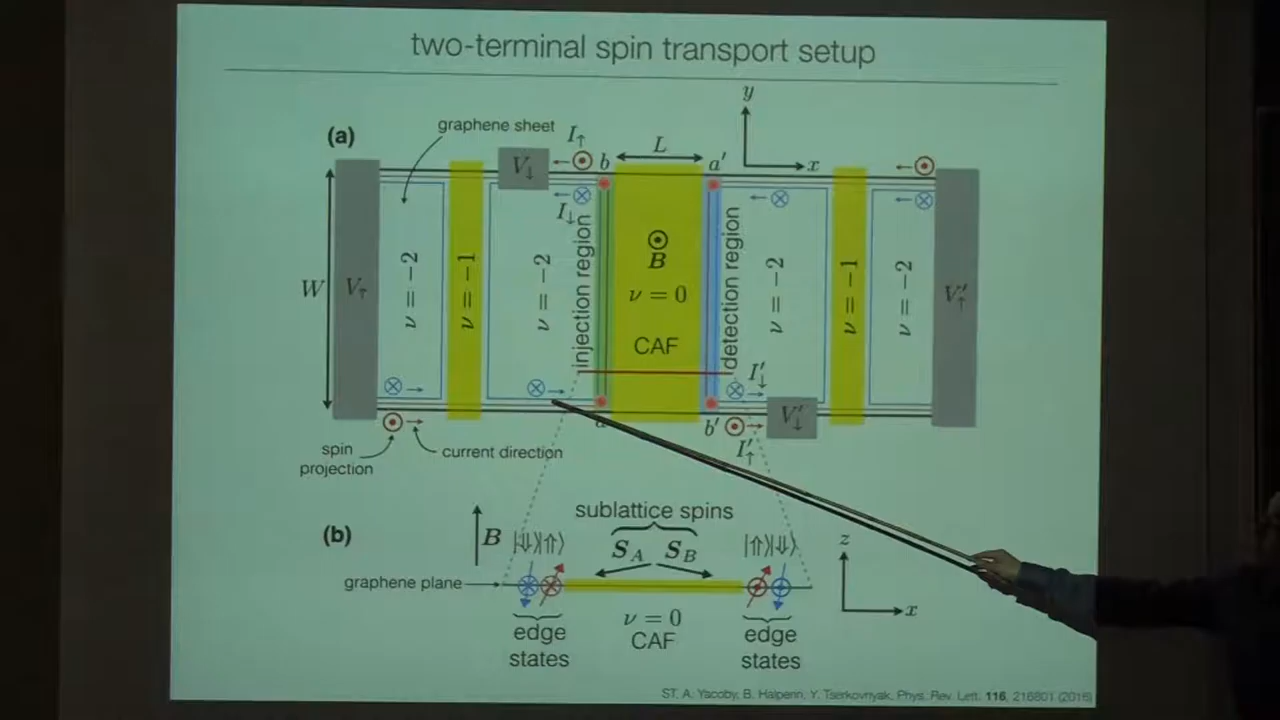 two-terminal spin transport setup
(a)
graphene sheet
I↑
b
L
a′
y
x
V↓
I↓
W
V↑
ν = −2
ν = −1
ν = −2
injection region
B
ν = 0
CAF
detection region
ν = −2
ν = −1
ν = −2
V′↑
I′↓
a
b′
V′↓
I′↑
spin
projection
current direction
(b)
B
|⇓⟩|⇑⟩
sublattice spins
S_A S_B
|⇑⟩|⇓⟩
z
graphene plane
x
edge
states
ν = 0
CAF
edge
states
ST, A. Yacoby, B. Halperin, Y. Tserkovnyak, Phys. Rev. Lett. 116, 216801 (2016)